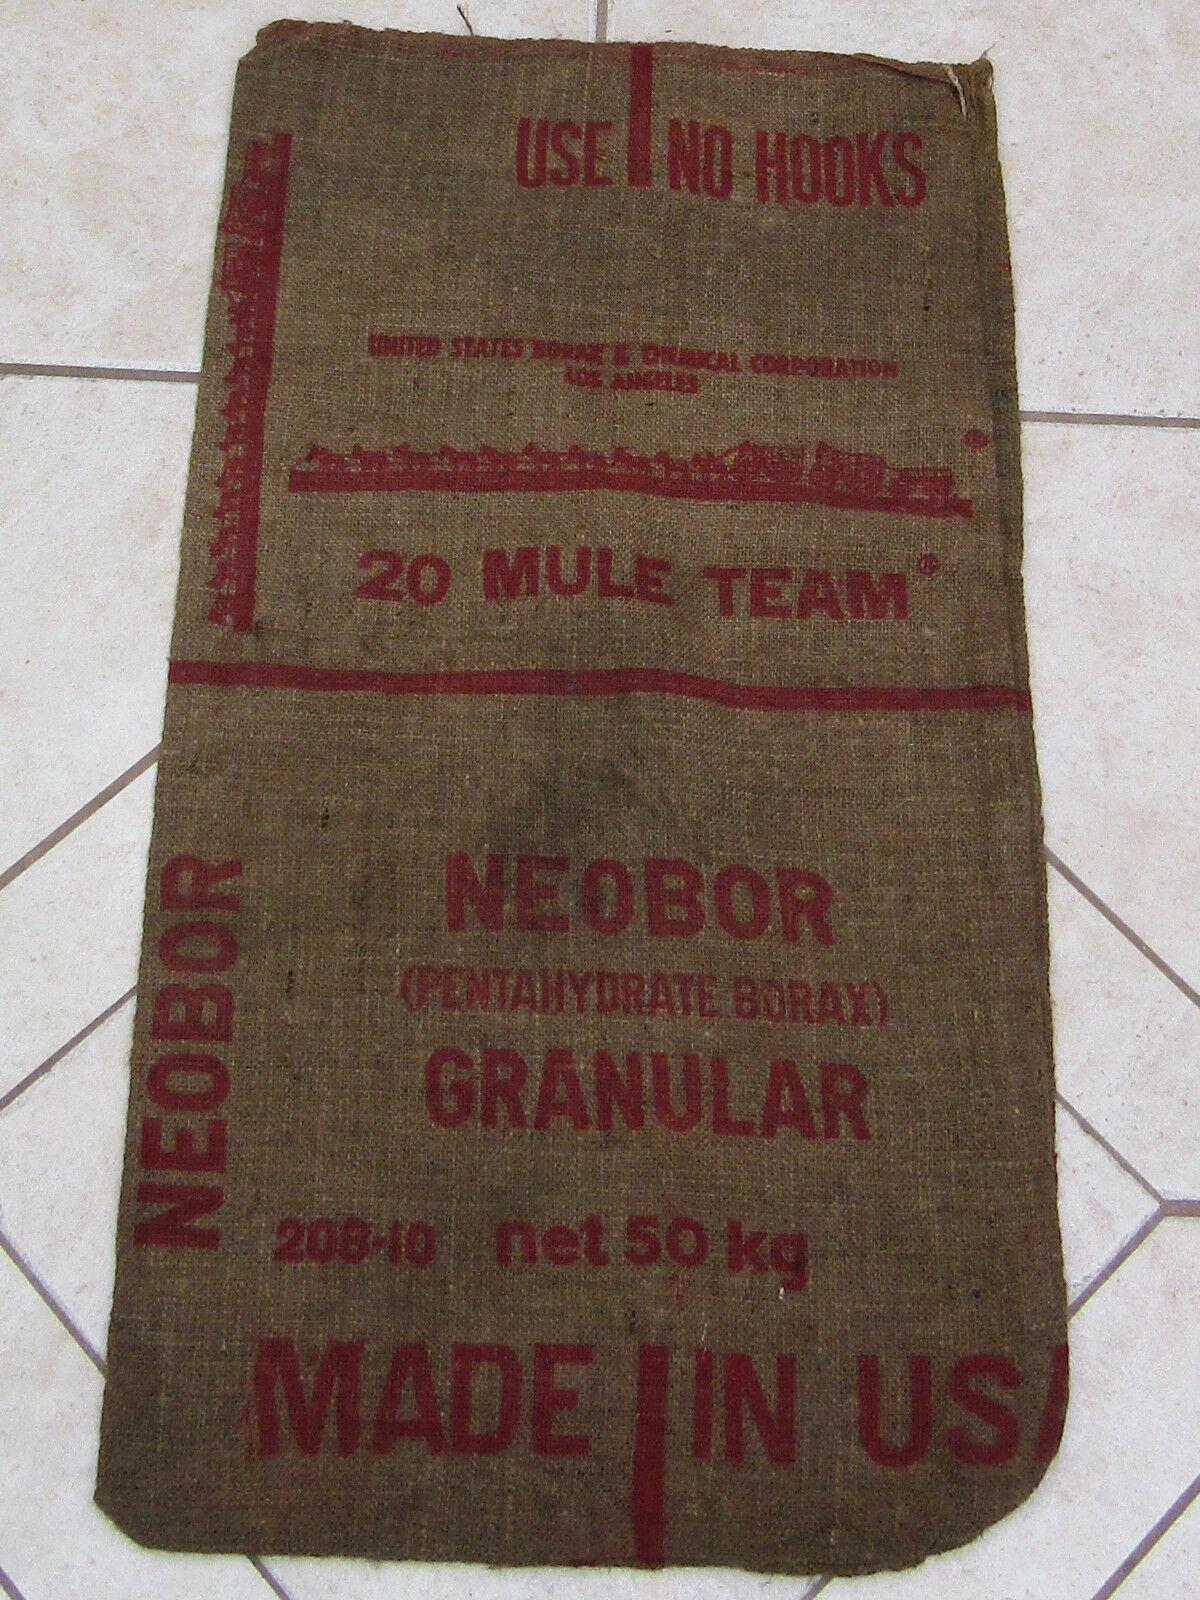 USE NO HOOKS
UNITED STATES BORAX & CHEMICAL CORPORATION
LOS ANGELES
®
20 MULE TEAM®
NEOBOR
NEOBOR
(PENTAHYDRATE BORAX)
GRANULAR
208-10 net 50 kg
MADE IN USA